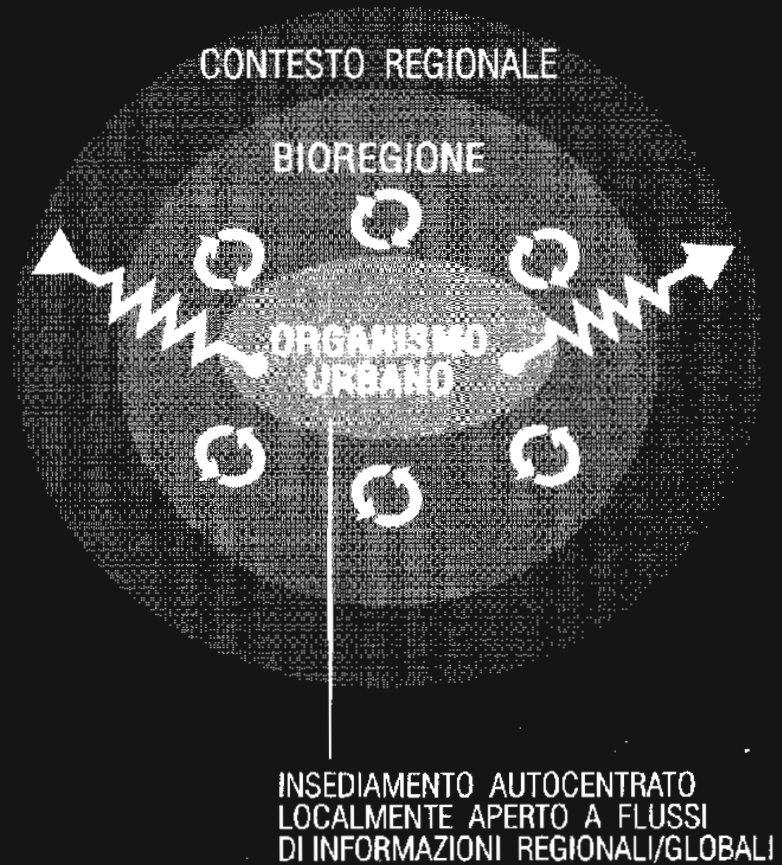 CONTESTO REGIONALE
BIOREGIONE
ORGANISMO
URBANO
INSEDIAMENTO AUTOCENTRATO
LOCALMENTE APERTO A FLUSSI
DI INFORMAZIONI REGIONALI/GLOBALI